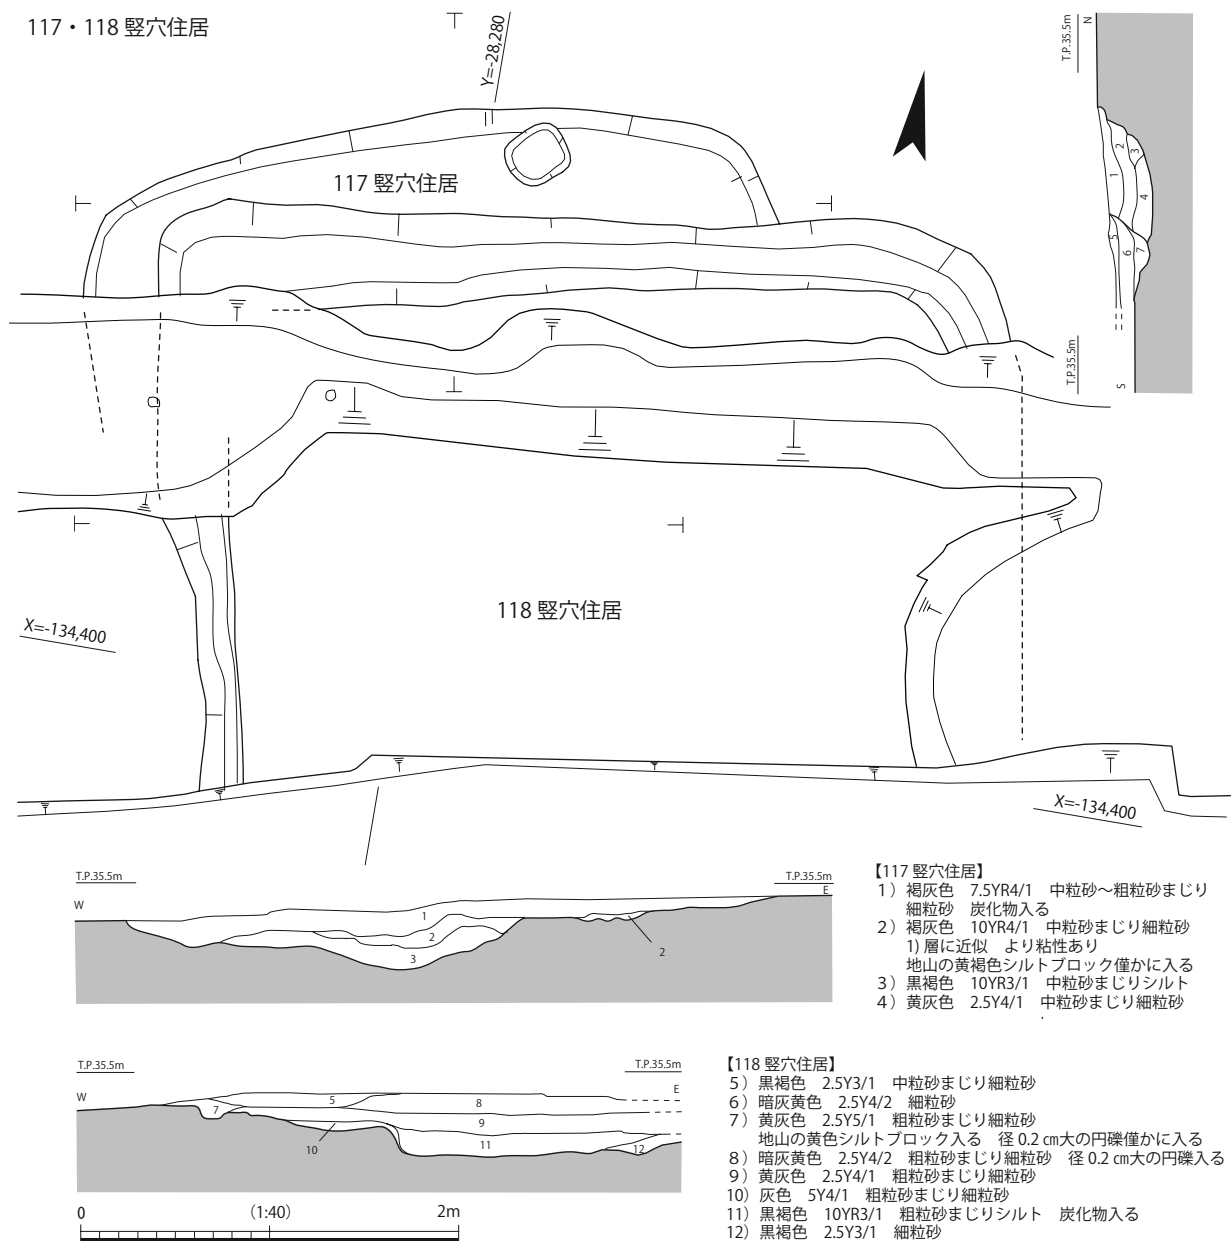 117・118 竪穴住居
Y=-28,280
T.P.35.5m
N
2
3
1
4
5
6
7
T.P.35.5m
S
117 竪穴住居
118 竪穴住居
X=-134,400
X=-134,400
T.P.35.5m
T.P.35.5m
W
E
1
2
3
2
【117 竪穴住居】
1）褐灰色　7.5YR4/1　中粒砂～粗粒砂まじり
細粒砂　炭化物入る
2）褐灰色　10YR4/1　中粒砂まじり細粒砂
1) 層に近似　より粘性あり
地山の黄褐色シルトブロック僅かに入る
3）黒褐色　10YR3/1　中粒砂まじりシルト
4）黄灰色　2.5Y4/1　中粒砂まじり細粒砂
T.P.35.5m
T.P.35.5m
W
E
5
8
7
9
10
11
12
【118 竪穴住居】
5）黒褐色　2.5Y3/1　中粒砂まじり細粒砂
6）暗灰黄色　2.5Y4/2　細粒砂
7）黄灰色　2.5Y5/1　粗粒砂まじり細粒砂
地山の黄色シルトブロック入る　径 0.2 ㎝大の円礫僅かに入る
8）暗灰黄色　2.5Y4/2　粗粒砂まじり細粒砂　径 0.2 ㎝大の円礫入る
9）黄灰色　2.5Y4/1　粗粒砂まじり細粒砂
10）灰色　5Y4/1　粗粒砂まじり細粒砂
11）黒褐色　10YR3/1　粗粒砂まじりシルト　炭化物入る
12）黒褐色　2.5Y3/1　細粒砂
0 (1:40) 2m